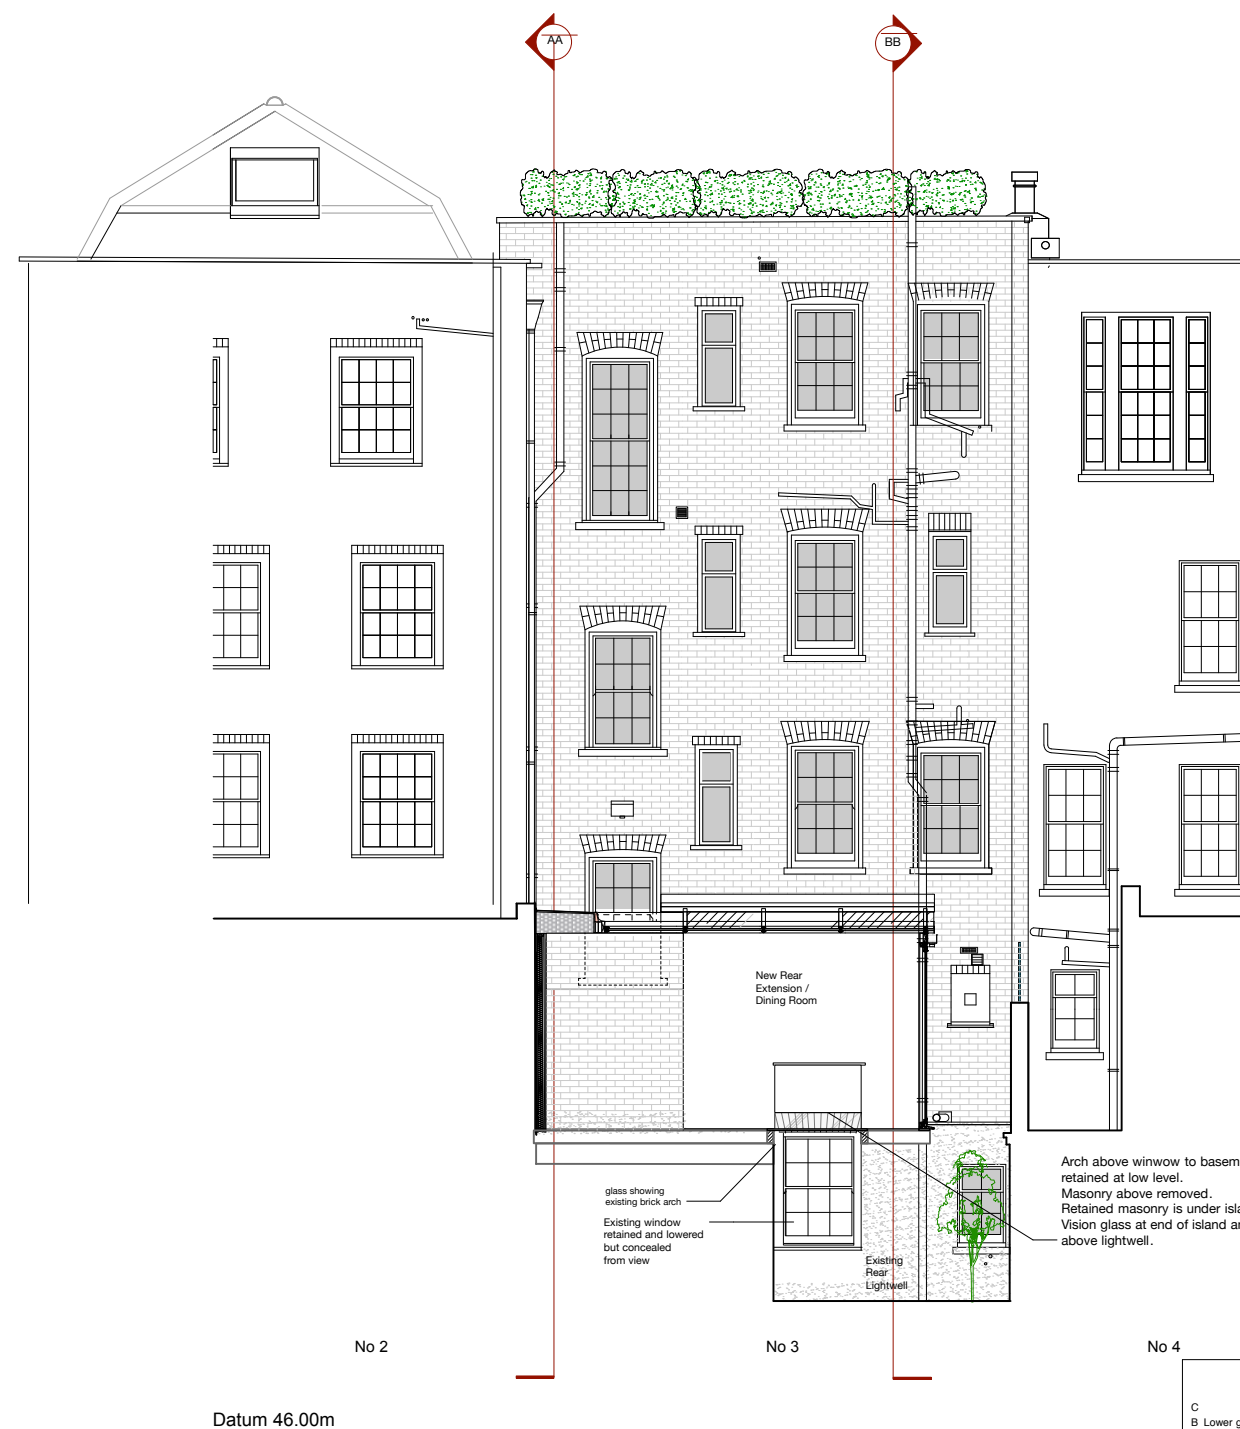 AA
BB
New Rear
Extension /
Dining Room
glass showing
existing brick arch
Existing window
retained and lowered
but concealed
from view
Existing
Rear
Lightwell
Arch above winwow to basem
retained at low level.
Masonry above removed.
Retained masonry is under isla
Vision glass at end of island ar
above lightwell.
No 2
No 3
No 4
Datum 46.00m
C
B Lower g